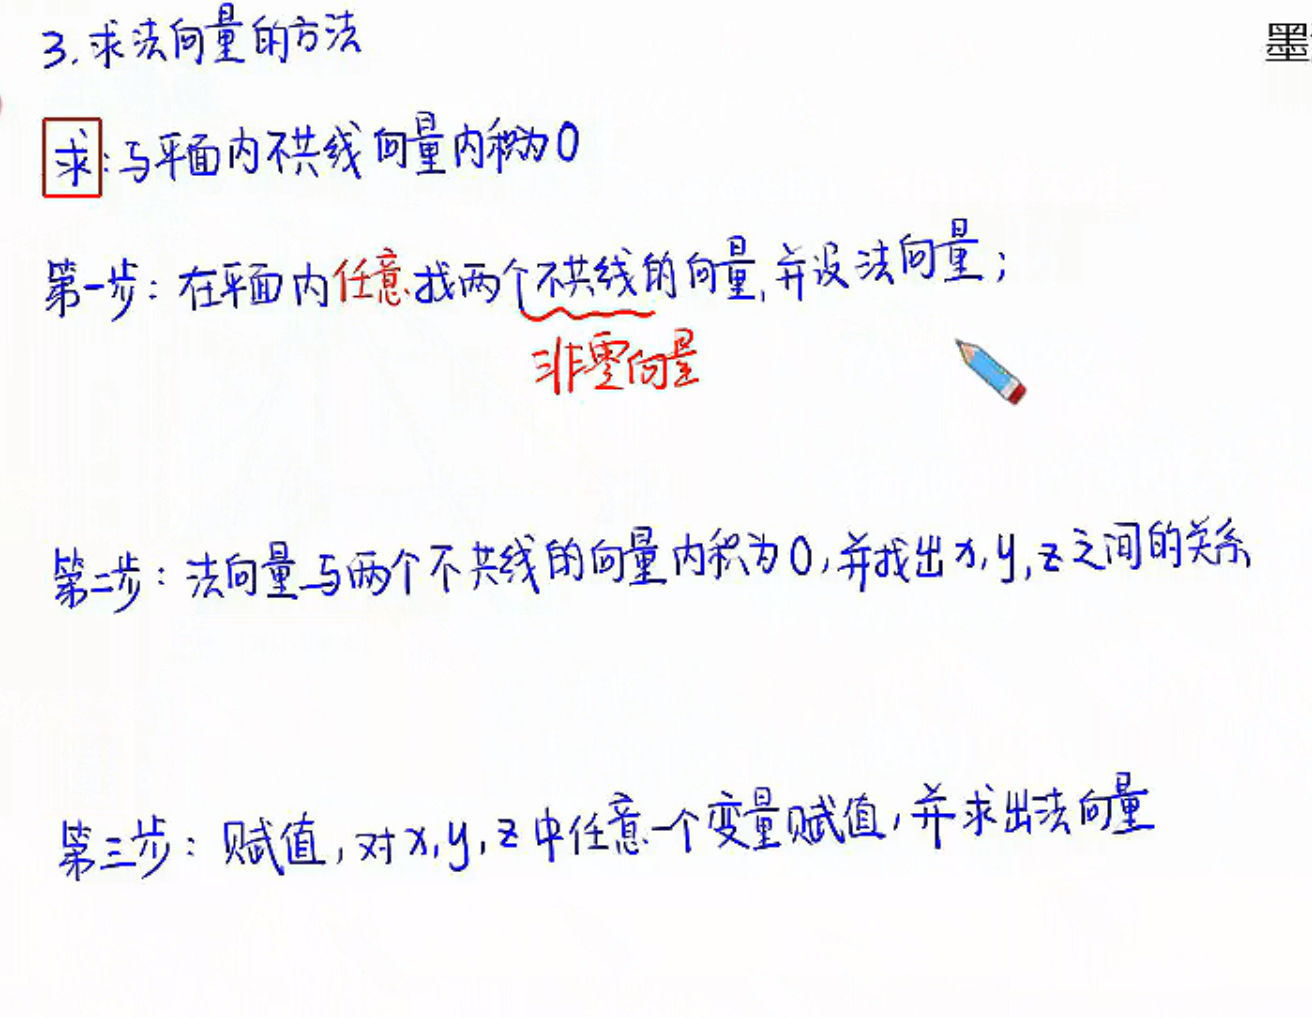 3.求法向量的方法
墨
求:与平面内不共线向量内积为0
第一步:在平面内任意找两个不共线的向量,并设法向量;
非零向量
第二步:法向量与两个不共线的向量内积为0,并找出x,y,z之间的关系
第三步:赋值,对x,y,z中任意一个变量赋值,并求出法向量